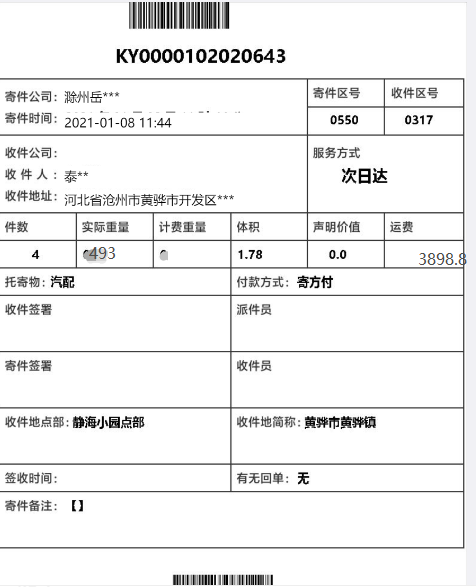 KY0000102020643
寄件公司：滁州岳***
寄件区号 收件区号
寄件时间：2021-01-08 11:44
0550 0317
收件公司：
服务方式
收 件 人：泰**
次日达
收件地址：河北省沧州市黄骅市开发区***
件数 实际重量 计费重量 体积 声明价值 运费
4 493 1.78 0.0 3898.8
托寄物：汽配 付款方式：寄方付
收件签署 派件员
寄件签署 收件员
收件地点部：静海小园点部 收件地简称：黄骅市黄骅镇
签收时间： 有无回单：无
寄件备注：【】